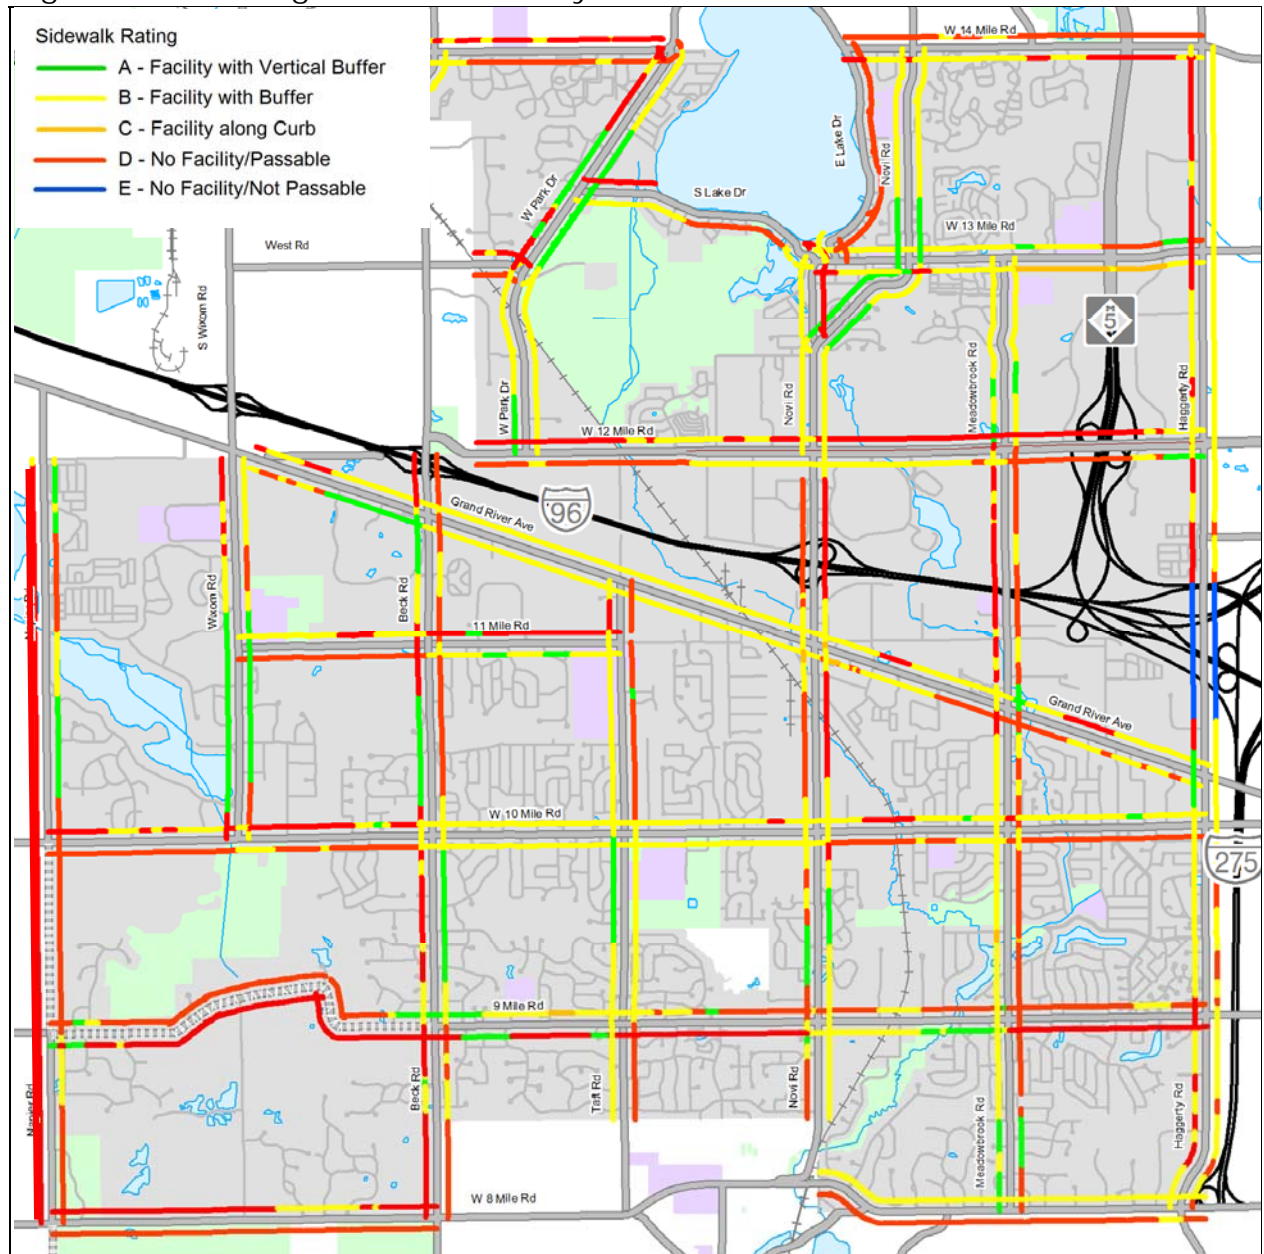 Sidewalk Rating
A - Facility with Vertical Buffer
B - Facility with Buffer
C - Facility along Curb
D - No Facility/Passable
E - No Facility/Not Passable
W 14 Mile Rd
E Lake Dr
Novi Rd
W Park Dr
S Lake Dr
W 13 Mile Rd
West Rd
S Wixom Rd
M
5
Meadowbrook Rd
Haggerty Rd
W Park Dr
Novi Rd
W 12 Mile Rd
Grand River Ave
96
Wixom Rd
Beck Rd
11 Mile Rd
Grand River Ave
W 10 Mile Rd
275
9 Mile Rd
Napier Rd
Beck Rd
Taft Rd
Novi Rd
Meadowbrook Rd
Haggerty Rd
W 8 Mile Rd